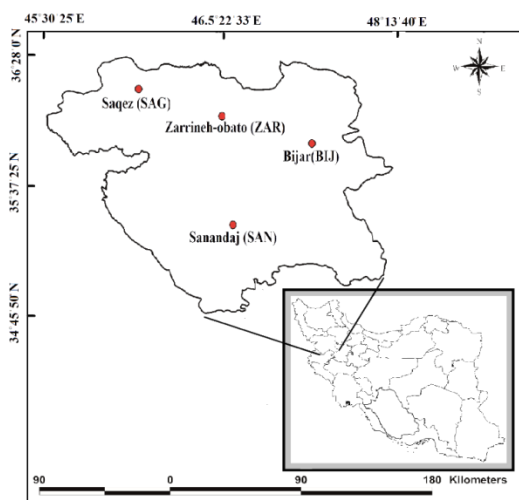 45 30 25 E
46.5 22 33 E
48 13 40 E
36°28 0 N
35°37 25 N
34°45 50 N
N
W
E
S
Saqez (SAG)
Zarrineh-obato (ZAR)
Bijar(BIJ)
Sanandaj (SAN)
90 0 90 180 Kilometers